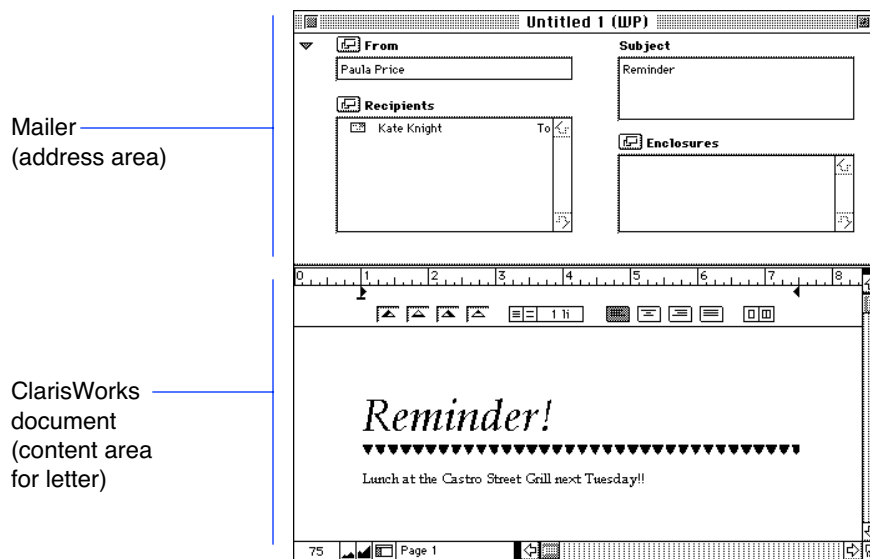 Untitled 1 (WP)
From
Paula Price
Subject
Reminder
Recipients
Kate Knight To
Enclosures
Mailer
(address area)
0 1 2 3 4 5 6 7 8
1 li
ClarisWorks
document
(content area
for letter)
Reminder!
Lunch at the Castro Street Grill next Tuesday!!
75 Page 1